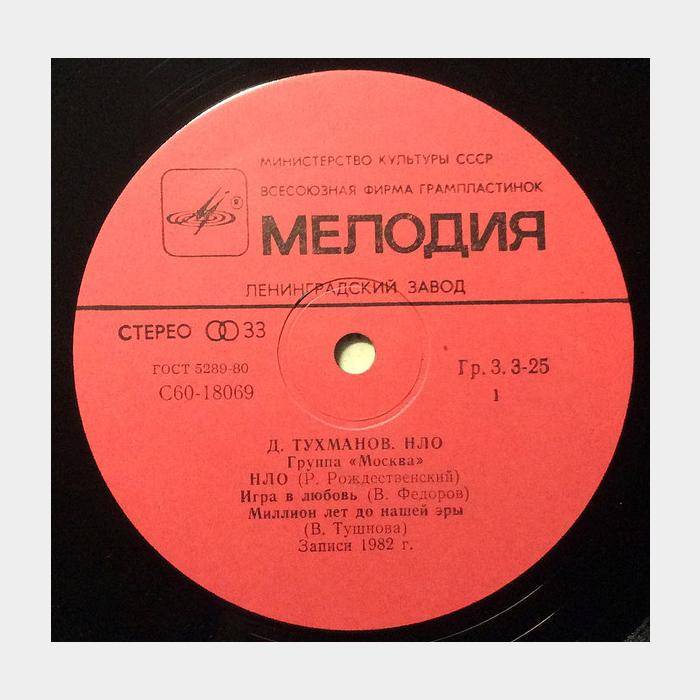 МИНИСТЕРСТВО КУЛЬТУРЫ СССР
ВСЕСОЮЗНАЯ ФИРМА ГРАМПЛАСТИНОК
®
МЕЛОДИЯ
ЛЕНИНГРАДСКИЙ ЗАВОД
СТЕРЕО 33
ГОСТ 5289-80
С60-18069
Гр. 3. 3-25
1
Д. ТУХМАНОВ. НЛО
Группа «Москва»
НЛО (Р. Рождественский)
Игра в любовь (В. Федоров)
Миллион лет до нашей эры
(В. Тушнова)
Записи 1982 г.